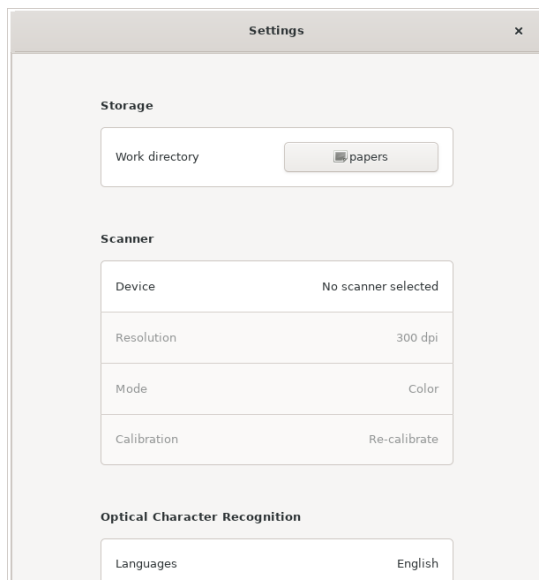 Settings
×
Storage
Work directory papers
Scanner
Device No scanner selected
Resolution 300 dpi
Mode Color
Calibration Re-calibrate
Optical Character Recognition
Languages English